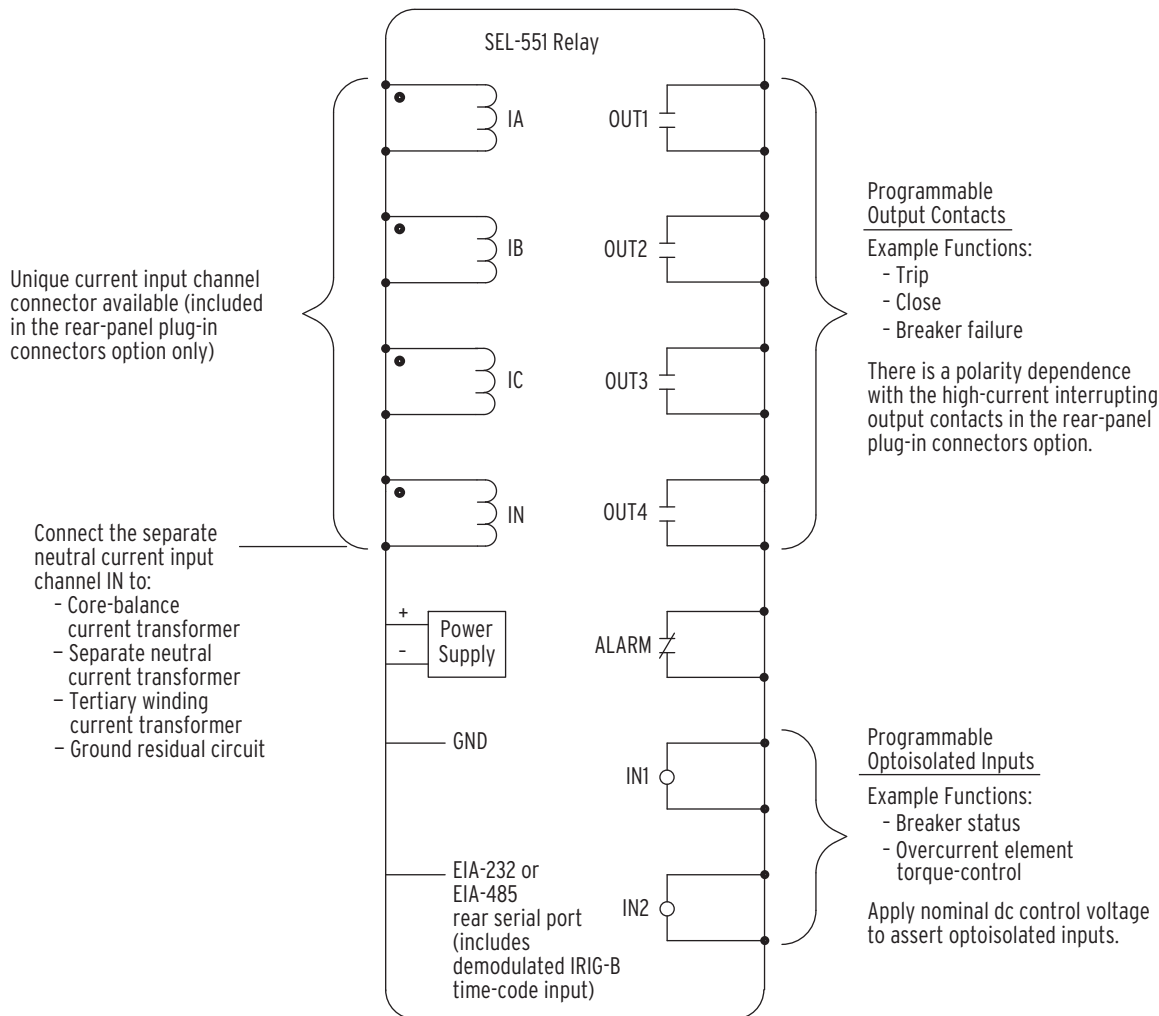 SEL-551 Relay
Unique current input channel
connector available (included
in the rear-panel plug-in
connectors option only)
Connect the separate
neutral current input
channel IN to:
– Core-balance
current transformer
– Separate neutral
current transformer
– Tertiary winding
current transformer
– Ground residual circuit
IA
IB
IC
IN
+
-
Power
Supply
GND
EIA-232 or
EIA-485
rear serial port
(includes
demodulated IRIG-B
time-code input)
OUT1
OUT2
OUT3
OUT4
ALARM
IN1
IN2
Programmable
Output Contacts
Example Functions:
- Trip
- Close
- Breaker failure
There is a polarity dependence
with the high-current interrupting
output contacts in the rear-panel
plug-in connectors option.
Programmable
Optoisolated Inputs
Example Functions:
- Breaker status
- Overcurrent element
torque-control
Apply nominal dc control voltage
to assert optoisolated inputs.